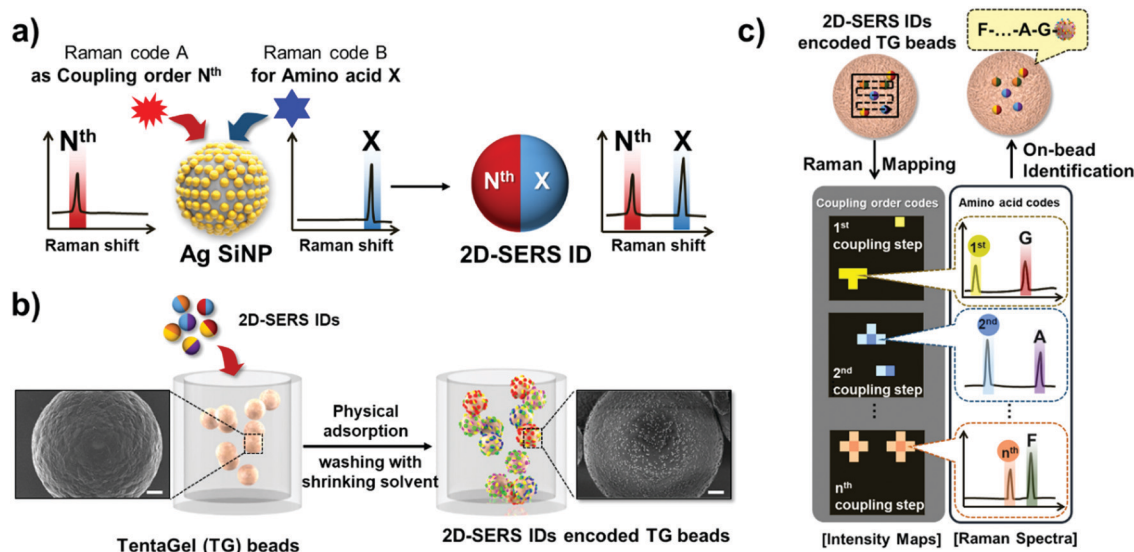 a)
Raman code A
as Coupling order Nth
Raman code B
for Amino acid X
Nth
X
Nth
X
Nth
X
Raman shift
Raman shift
Raman shift
Ag SiNP
2D-SERS ID
b)
2D-SERS IDs
Physical
adsorption
washing with
shrinking solvent
TentaGel (TG) beads
2D-SERS IDs encoded TG beads
c)
2D-SERS IDs
encoded TG beads
F-...-A-G-
Raman
Mapping
On-bead
Identification
Coupling order codes
Amino acid codes
1st
coupling step
1st
G
2nd
coupling step
2nd
A
nth
coupling step
nth
F
[Intensity Maps]
[Raman Spectra]